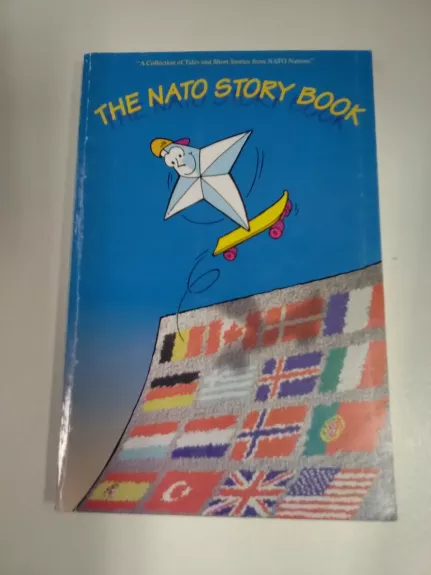 "A Collection of Tales and Short Stories from NATO Nations"
THE NATO STORY BOOK